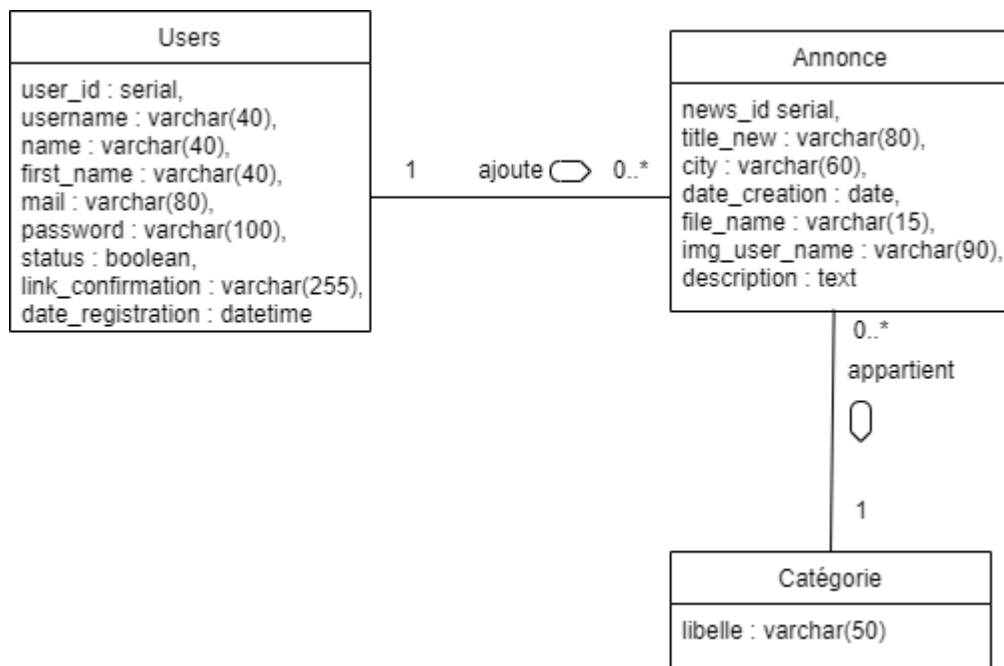 Users
user_id : serial,
username : varchar(40),
name : varchar(40),
first_name : varchar(40),
mail : varchar(80),
password : varchar(100),
status : boolean,
link_confirmation : varchar(255),
date_registration : datetime
1
ajoute
0..*
Annonce
news_id serial,
title_new : varchar(80),
city : varchar(60),
date_creation : date,
file_name : varchar(15),
img_user_name : varchar(90),
description : text
0..*
appartient
1
Catégorie
libelle : varchar(50)